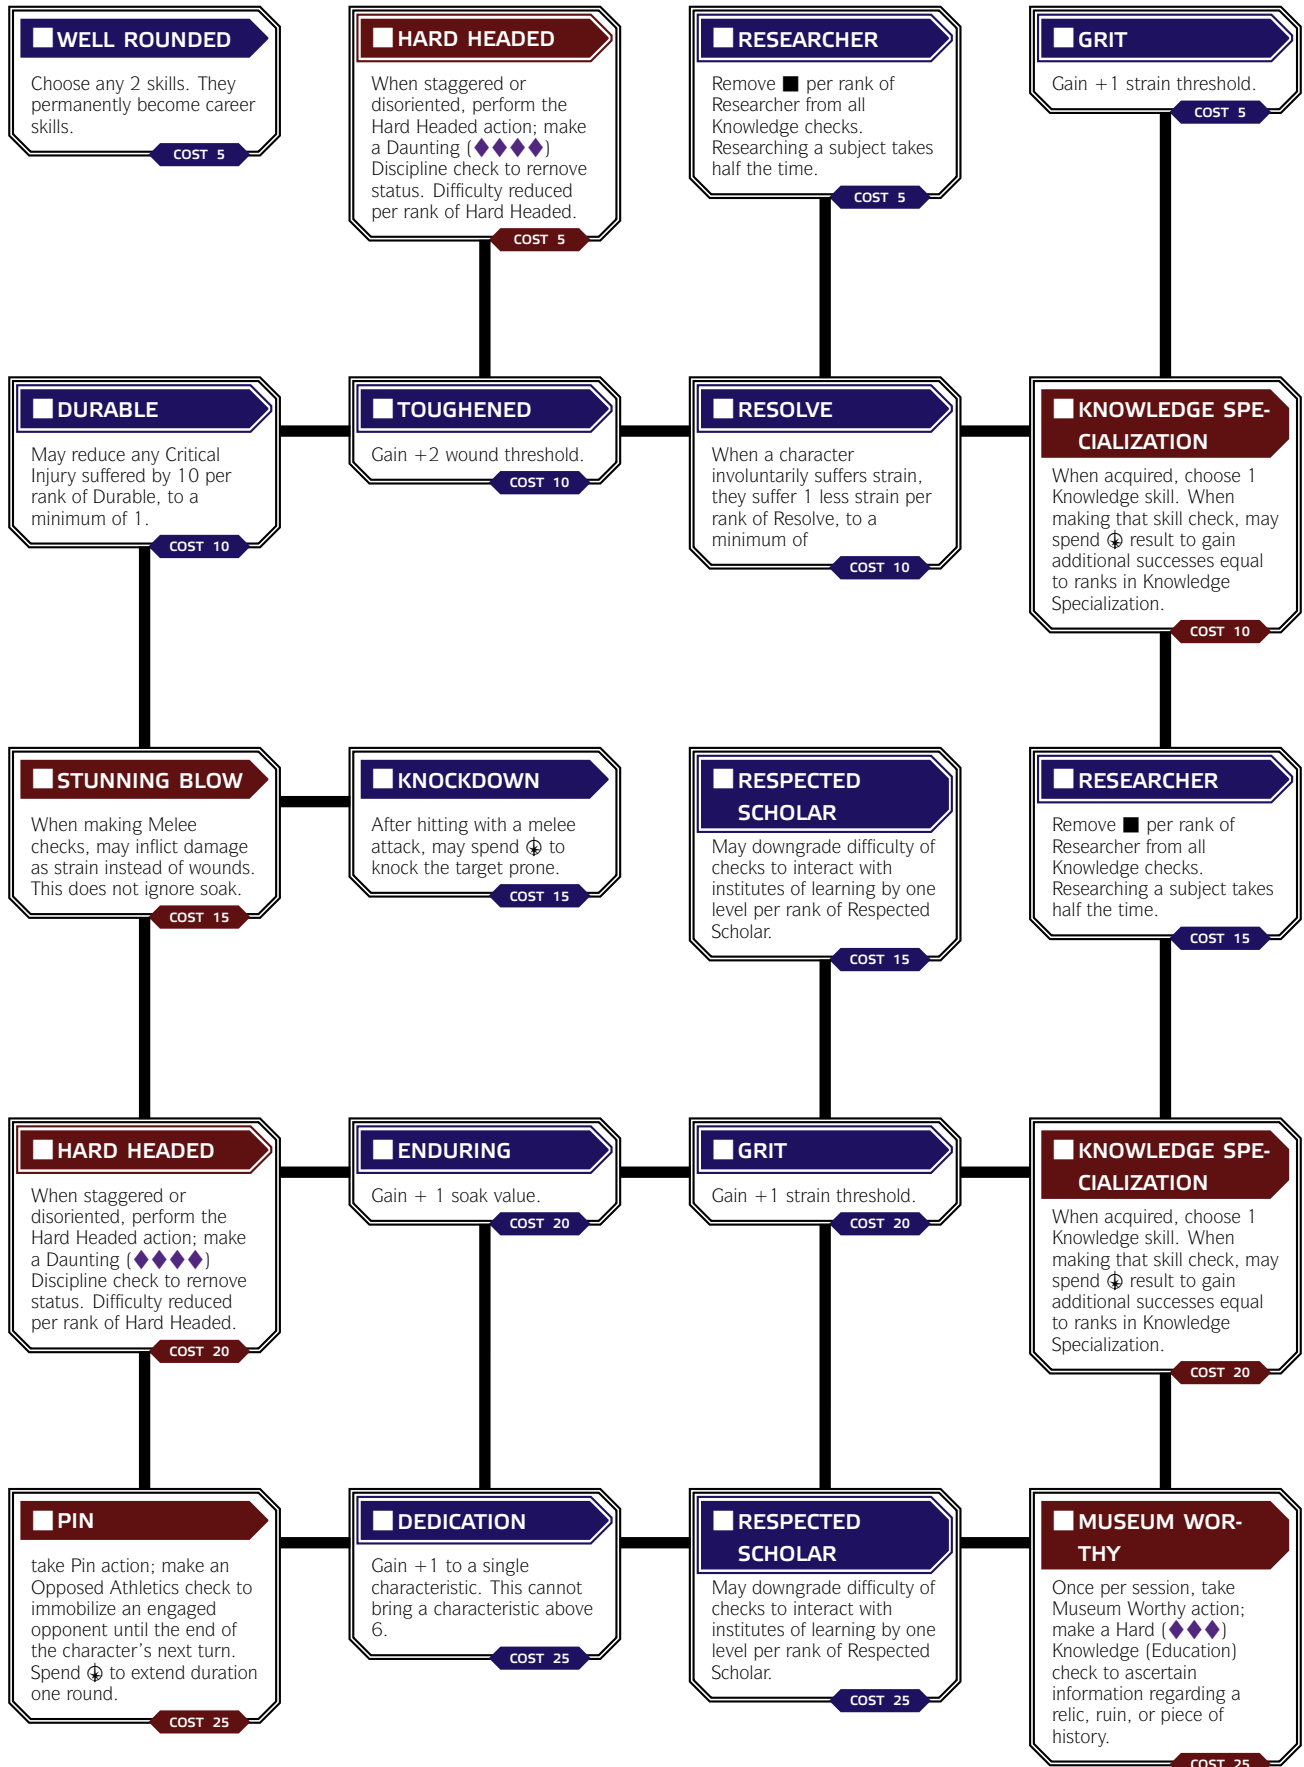 WELL ROUNDED
Choose any 2 skills. They
permanently become career
skills.
COST 5
HARD HEADED
When staggered or
disoriented, perform the
Hard Headed action; make
a Daunting (◆◆◆◆)
Discipline check to rernove
status. Difficulty reduced
per rank of Hard Headed.
COST 5
RESEARCHER
Remove ■ per rank of
Researcher from all
Knowledge checks.
Researching a subject takes
half the time.
COST 5
GRIT
Gain +1 strain threshold.
COST 5
DURABLE
May reduce any Critical
Injury suffered by 10 per
rank of Durable, to a
minimum of 1.
COST 10
TOUGHENED
Gain +2 wound threshold.
COST 10
RESOLVE
When a character
involuntarily suffers strain,
they suffer 1 less strain per
rank of Resolve, to a
minimum of
COST 10
KNOWLEDGE SPE-
CIALIZATION
When acquired, choose 1
Knowledge skill. When
making that skill check, may
spend result to gain
additional successes equal
to ranks in Knowledge
Specialization.
COST 10
STUNNING BLOW
When making Melee
checks, may inflict damage
as strain instead of wounds.
This does not ignore soak.
COST 15
KNOCKDOWN
After hitting with a melee
attack, may spend to
knock the target prone.
COST 15
RESPECTED
SCHOLAR
May downgrade difficulty of
checks to interact with
institutes of learning by one
level per rank of Respected
Scholar.
COST 15
RESEARCHER
Remove ■ per rank of
Researcher from all
Knowledge checks.
Researching a subject takes
half the time.
COST 15
HARD HEADED
When staggered or
disoriented, perform the
Hard Headed action; make
a Daunting (◆◆◆◆)
Discipline check to rernove
status. Difficulty reduced
per rank of Hard Headed.
COST 20
ENDURING
Gain + 1 soak value.
COST 20
GRIT
Gain +1 strain threshold.
COST 20
KNOWLEDGE SPE-
CIALIZATION
When acquired, choose 1
Knowledge skill. When
making that skill check, may
spend result to gain
additional successes equal
to ranks in Knowledge
Specialization.
COST 20
PIN
take Pin action; make an
Opposed Athletics check to
immobilize an engaged
opponent until the end of
the character's next turn.
Spend to extend duration
one round.
COST 25
DEDICATION
Gain +1 to a single
characteristic. This cannot
bring a characteristic above
6.
COST 25
RESPECTED
SCHOLAR
May downgrade difficulty of
checks to interact with
institutes of learning by one
level per rank of Respected
Scholar.
COST 25
MUSEUM WOR-
THY
Once per session, take
Museum Worthy action;
make a Hard (◆◆◆)
Knowledge (Education)
check to ascertain
information regarding a
relic, ruin, or piece of
history.
COST 25